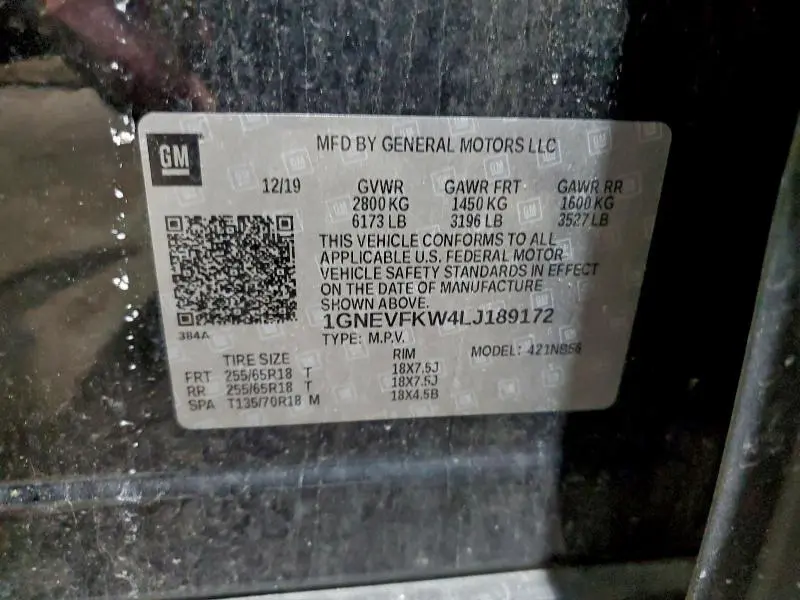 GM
MFD BY GENERAL MOTORS LLC
12/19 GVWR GAWR FRT GAWR RR
2800 KG 1450 KG 1600 KG
6173 LB 3196 LB 3527 LB
THIS VEHICLE CONFORMS TO ALL
APPLICABLE U.S. FEDERAL MOTOR
VEHICLE SAFETY STANDARDS IN EFFECT
ON THE DATE OF MANUFACTURE
SHOWN ABOVE.
1GNEVFKW4LJ189172
384A
TYPE: M.P.V. MODEL: 421NB56
TIRE SIZE RIM
FRT 255/65R18 T 18X7.5J
RR 255/65R18 T 18X7.5J
SPA T135/70R18 M 18X4.5B